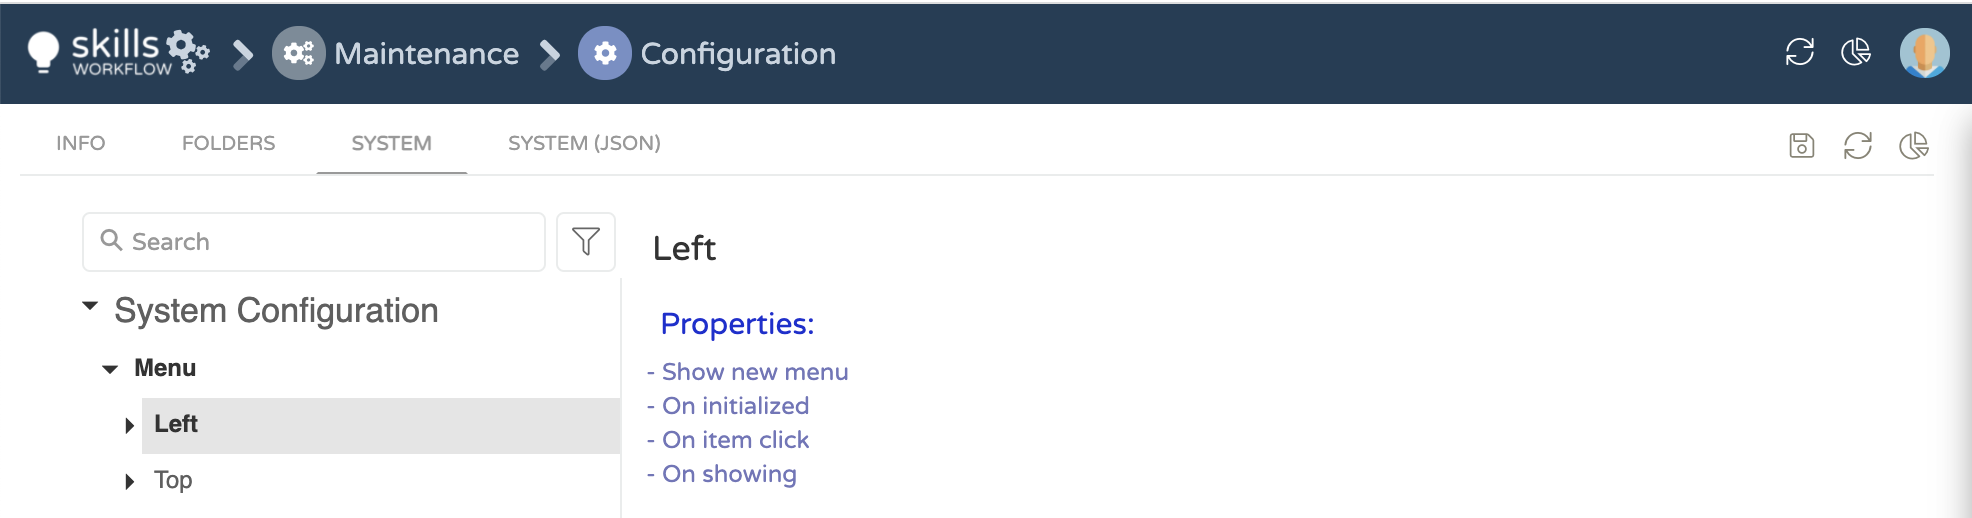 skills
WORKFLOW
Maintenance
Configuration
INFO FOLDERS SYSTEM SYSTEM (JSON)
Search
Left
System Configuration
Properties:
Menu
- Show new menu
- On initialized
Left
- On item click
- On showing
Top